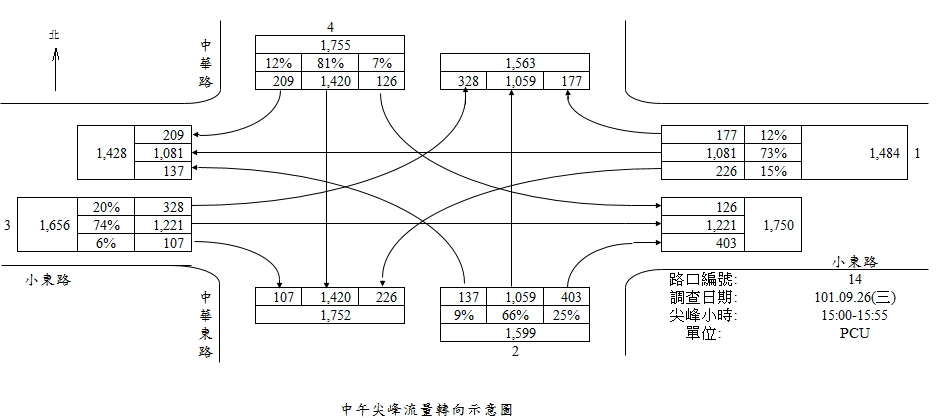 北
中華路
4
1,755
12% 81% 7%
209 1,420 126
1,563
328 1,059 177
1,428
209
1,081
137
177 12%
1,081 73%
226 15%
1,484
1
3
1,656
20% 328
74% 1,221
6% 107
126
1,221
403
1,750
小東路
小東路
中華東路
107 1,420 226
1,752
137 1,059 403
9% 66% 25%
1,599
2
路口編號: 14
調查日期: 101.09.26(三)
尖峰小時: 15:00-15:55
單位: PCU
中午尖峰流量轉向示意圖